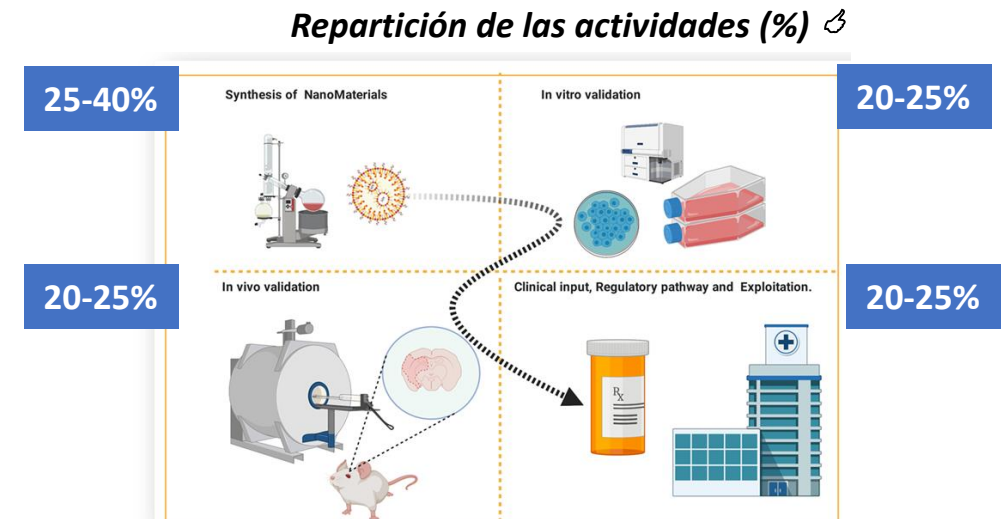 Repartición de las actividades (%)
25-40%
Synthesis of NanoMaterials
In vitro validation
20-25%
20-25%
In vivo validation
Clinical input, Regulatory pathway and Exploitation.
20-25%
Rx